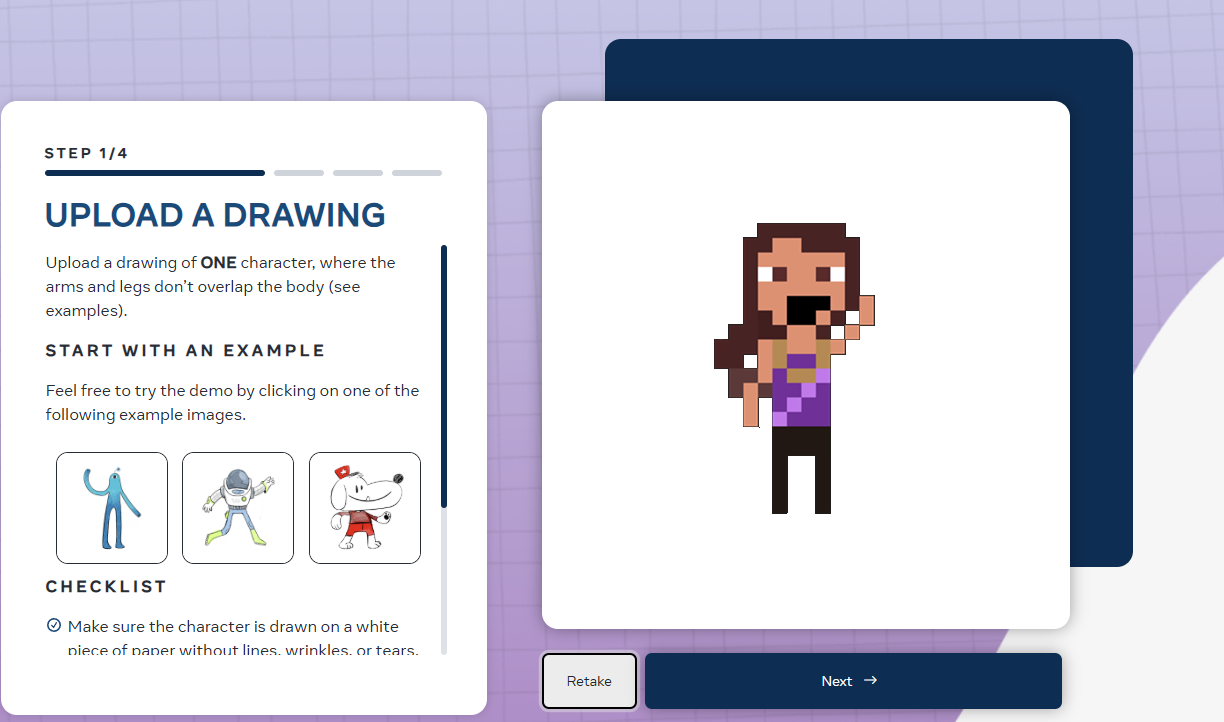 STEP 1/4
UPLOAD A DRAWING
Upload a drawing of ONE character, where the
arms and legs don’t overlap the body (see
examples).
START WITH AN EXAMPLE
Feel free to try the demo by clicking on one of the
following example images.
CHECKLIST
Make sure the character is drawn on a white
piece of paper without lines, wrinkles, or tears.
Retake
Next